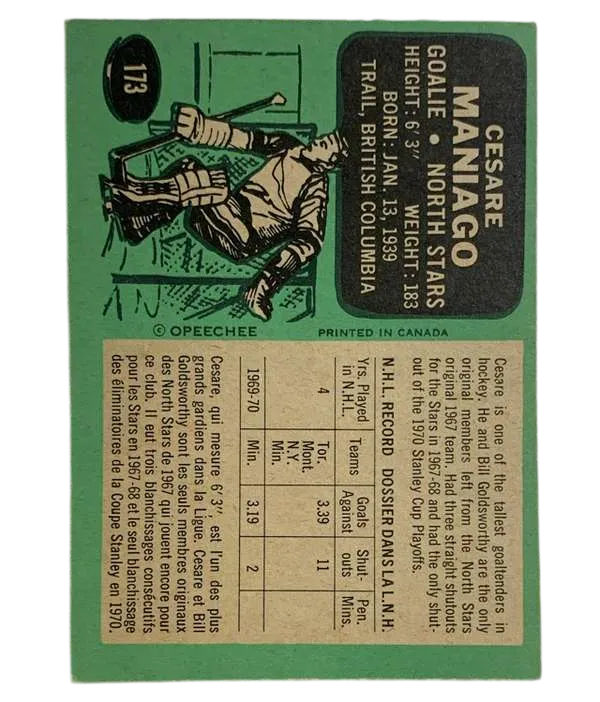 173
CESARE
MANIAGO
GOALIE • NORTH STARS
HEIGHT: 6' 3" WEIGHT: 183
BORN: JAN. 13, 1939
TRAIL, BRITISH COLUMBIA
© OPEECHEE
PRINTED IN CANADA
Cesare is one of the tallest goaltenders in
hockey. He and Bill Goldsworthy are the only
original members left from the North Stars
original 1967 team. Had three straight shutouts
for the Stars in 1967-68 and had the only shut-
out of the 1970 Stanley Cup Playoffs.
N.H.L. RECORD DOSSIER DANS LA L.N.H.
Yrs. Played in N.H.L. Teams Goals Against Shut-outs Pen. Mins.
4 Tor. Mont. N.Y. Min. 3.39 11
1969-70 Min. 3.19 2
Cesare, qui mesure 6'3", est l'un des plus
grands gardiens dans la Ligue. Cesare et Bill
Goldsworthy sont les seuls membres originaux
des North Stars de 1967 qui jouent encore pour
ce club. Il eut trois blanchissages consécutifs
pour les Stars en 1967-68 et le seul blanchissage
des éliminatoires de la Coupe Stanley en 1970.